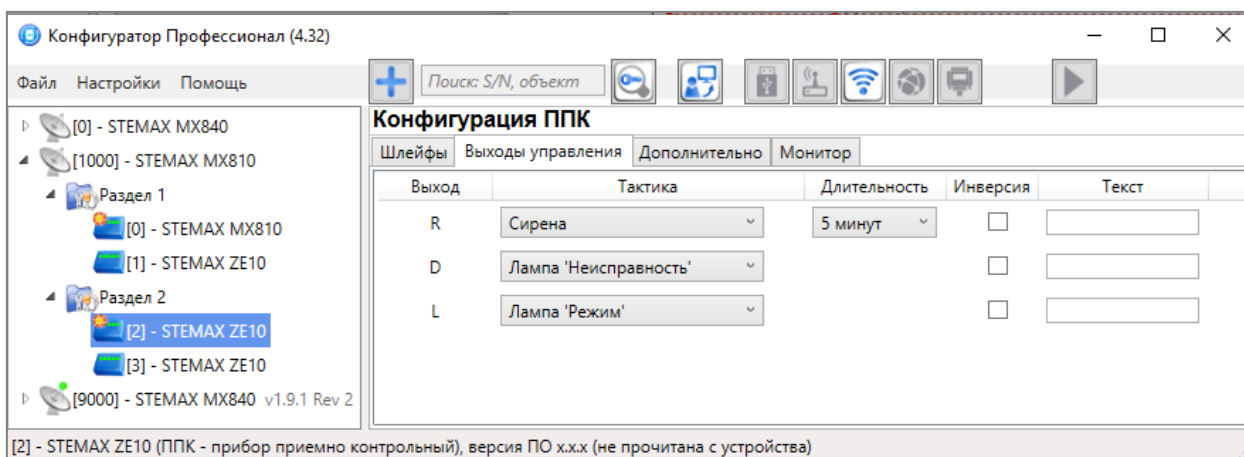 Конфигуратор Профессионал (4.32)
Файл Настройки Помощь
Поиск: S/N, объект
[0] - STEMAX MX840
[1000] - STEMAX MX810
Раздел 1
[0] - STEMAX MX810
[1] - STEMAX ZE10
Раздел 2
[2] - STEMAX ZE10
[3] - STEMAX ZE10
[9000] - STEMAX MX840 v1.9.1 Rev 2
Конфигурация ППК
Шлейфы Выходы управления Дополнительно Монитор
Выход Тактика Длительность Инверсия Текст
R Сирена 5 минут
D Лампа 'Неисправность'
L Лампа 'Режим'
[2] - STEMAX ZE10 (ППК - прибор приемно контрольный), версия ПО x.x.x (не прочитана с устройства)